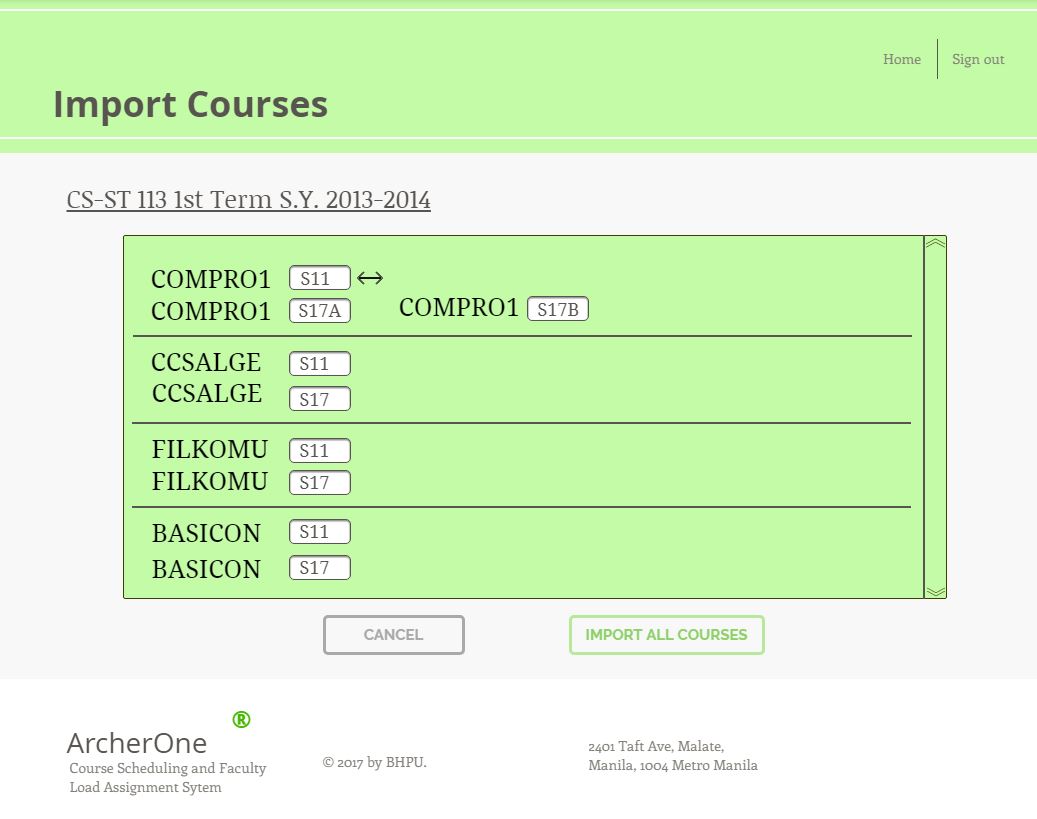 Home
Sign out
Import Courses
CS-ST 113 1st Term S.Y. 2013-2014
COMPRO1 S11 ↔
COMPRO1 S17A COMPRO1 S17B
CCSALGE S11
CCSALGE S17
FILKOMU S11
FILKOMU S17
BASICON S11
BASICON S17
CANCEL
IMPORT ALL COURSES
ArcherOne ®
Course Scheduling and Faculty
Load Assignment Sytem
© 2017 by BHPU.
2401 Taft Ave, Malate,
Manila, 1004 Metro Manila